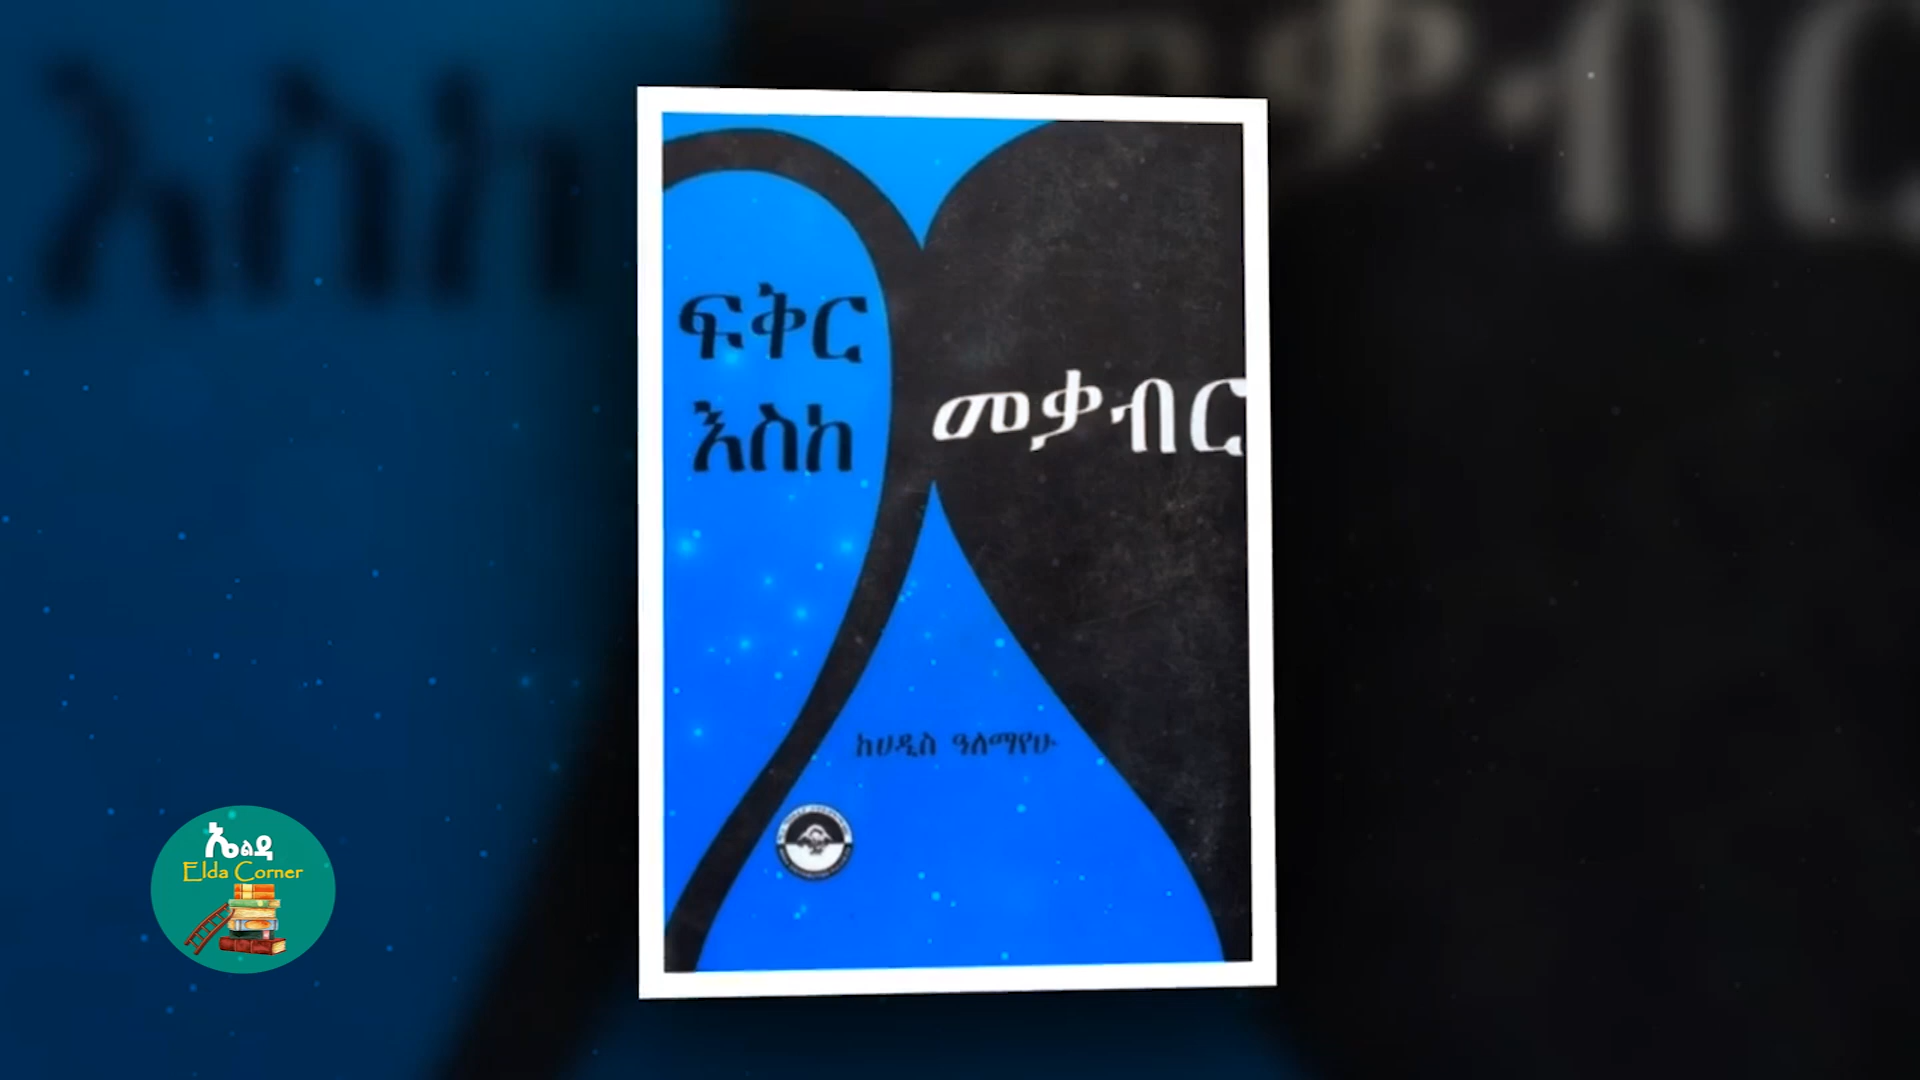 ፍቅር
እስከ
መቃብር
ከሀዲስ ዓለማየሁ
ኤልዳ
Elda Corner